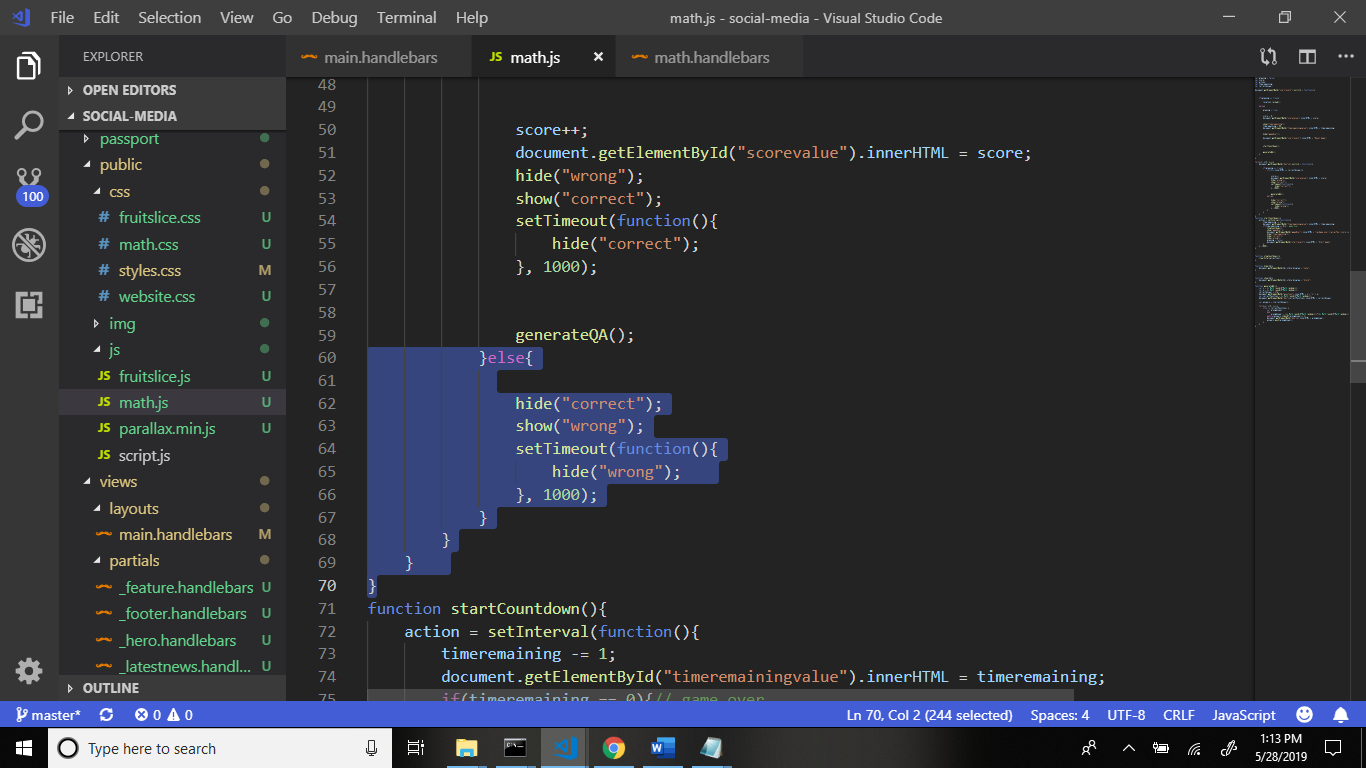 File Edit Selection View Go Debug Terminal Help math.js - social-media - Visual Studio Code
EXPLORER
OPEN EDITORS
SOCIAL-MEDIA
passport
public
css
# fruitslice.css U
# math.css U
# styles.css M
# website.css U
img
js
JS fruitslice.js U
JS math.js U
JS parallax.min.js U
JS script.js
views
layouts
main.handlebars M
partials
_feature.handlebars U
_footer.handlebars U
_hero.handlebars U
_latestnews.handl... U
OUTLINE
100
main.handlebars JS math.js × math.handlebars
48
49
50 score++;
51 document.getElementById("scorevalue").innerHTML = score;
52 hide("wrong");
53 show("correct");
54 setTimeout(function(){
55 hide("correct");
56 }, 1000);
57
58
59 generateQA();
60 }else{
61
62 hide("correct");
63 show("wrong");
64 setTimeout(function(){
65 hide("wrong");
66 }, 1000);
67 }
68 }
69 }
70 }
71 function startCountdown(){
72 action = setInterval(function(){
73 timeremaining -= 1;
74 document.getElementById("timeremainingvalue").innerHTML = timeremaining;
75 if(timeremaining == 0){// game over
master* 0 0 Ln 70, Col 2 (244 selected) Spaces: 4 UTF-8 CRLF JavaScript
Type here to search
1:13 PM
5/28/2019